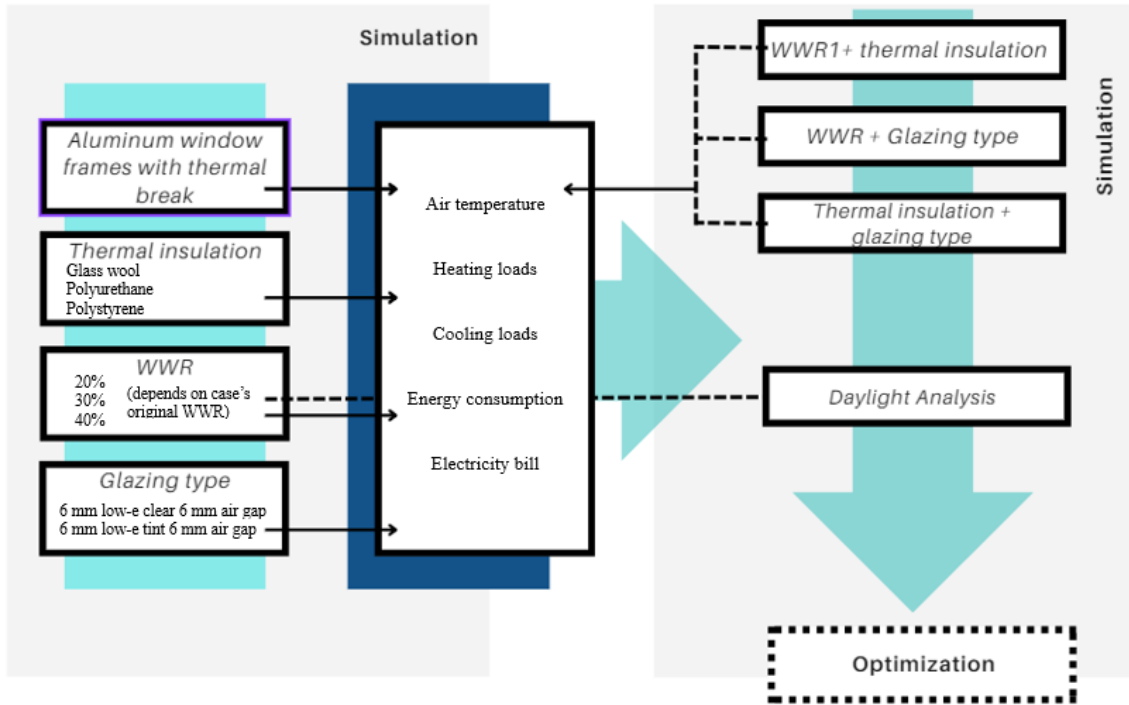 Simulation
Aluminum window
frames with thermal
break
Thermal insulation
Glass wool
Polyurethane
Polystyrene
WWR
20%
30%
40%
(depends on case's
original WWR)
Glazing type
6 mm low-e clear 6 mm air gap
6 mm low-e tint 6 mm air gap
Air temperature
Heating loads
Cooling loads
Energy consumption
Electricity bill
WWR1+ thermal insulation
WWR + Glazing type
Thermal insulation +
glazing type
Simulation
Daylight Analysis
Optimization